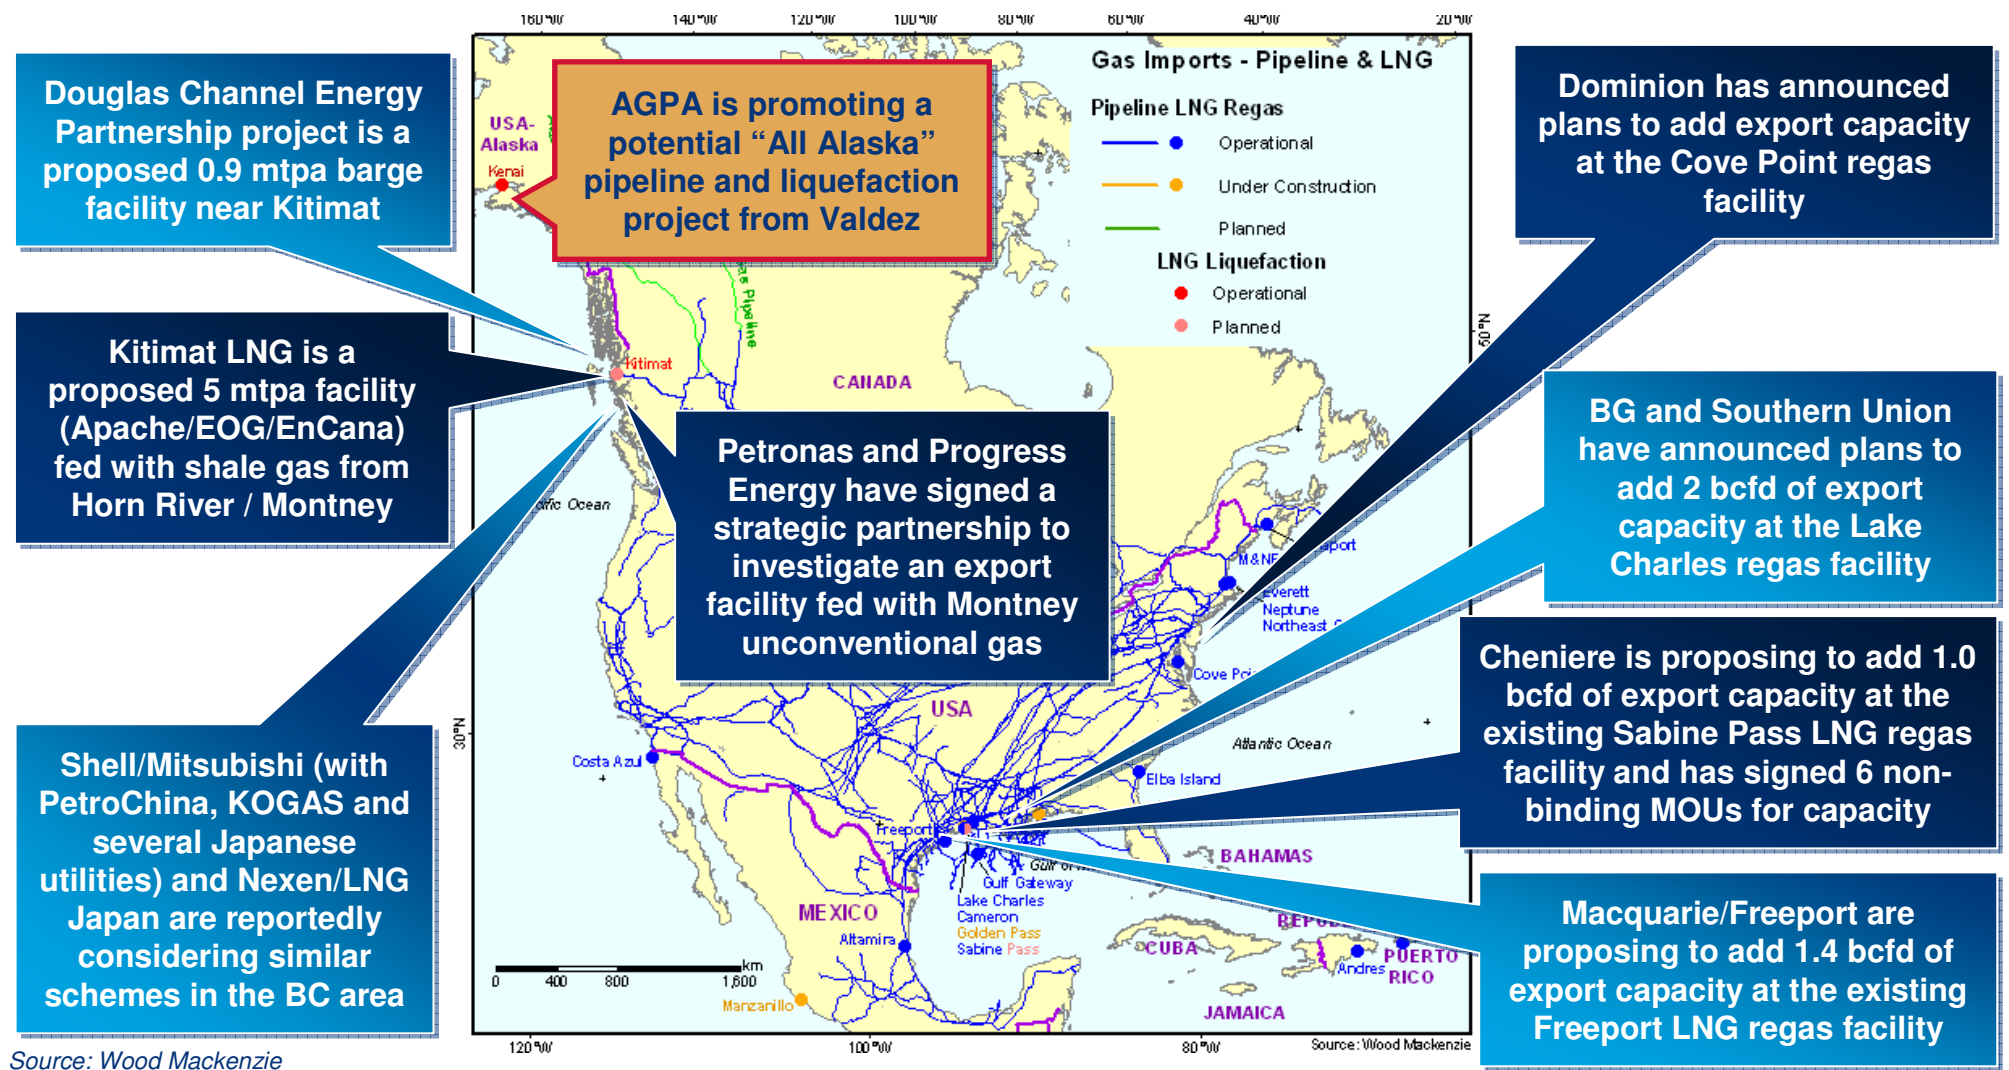 160°W 140°W 120°W 100°W 80°W 60°W 40°W 20°W
Douglas Channel Energy
Partnership project is a
proposed 0.9 mtpa barge
facility near Kitimat
Kitimat LNG is a
proposed 5 mtpa facility
(Apache/EOG/EnCana)
fed with shale gas from
Horn River / Montney
Shell/Mitsubishi (with
PetroChina, KOGAS and
several Japanese
utilities) and Nexen/LNG
Japan are reportedly
considering similar
schemes in the BC area
AGPA is promoting a
potential “All Alaska”
pipeline and liquefaction
project from Valdez
Petronas and Progress
Energy have signed a
strategic partnership to
investigate an export
facility fed with Montney
unconventional gas
Gas Imports - Pipeline & LNG
Pipeline LNG Regas
Operational
Under Construction
Planned
LNG Liquefaction
Operational
Planned
Dominion has announced
plans to add export capacity
at the Cove Point regas
facility
BG and Southern Union
have announced plans to
add 2 bcfd of export
capacity at the Lake
Charles regas facility
Cheniere is proposing to add 1.0
bcfd of export capacity at the
existing Sabine Pass LNG regas
facility and has signed 6 non-
binding MOUs for capacity
Macquarie/Freeport are
proposing to add 1.4 bcfd of
export capacity at the existing
Freeport LNG regas facility
USA-
Alaska
Kenai
Pipeline
Kitimat
CANADA
Ocean
M&NE
Everett
Neptune
Northeast
Cove
USA
30°N
Costa Azul
Atlantic Ocean
Elba Island
Freeport
BAHAMAS
Gulf
Gulf Gateway
Lake Charles
Cameron
Golden Pass
Sabine Pass
MEXICO
Altamira
CUBA
PUERTO
RICO
Andres
JAMAICA
Manzanillo
km
0 400 800 1,600
120°W 100°W 80°W
Source: Wood Mackenzie
Source: Wood Mackenzie